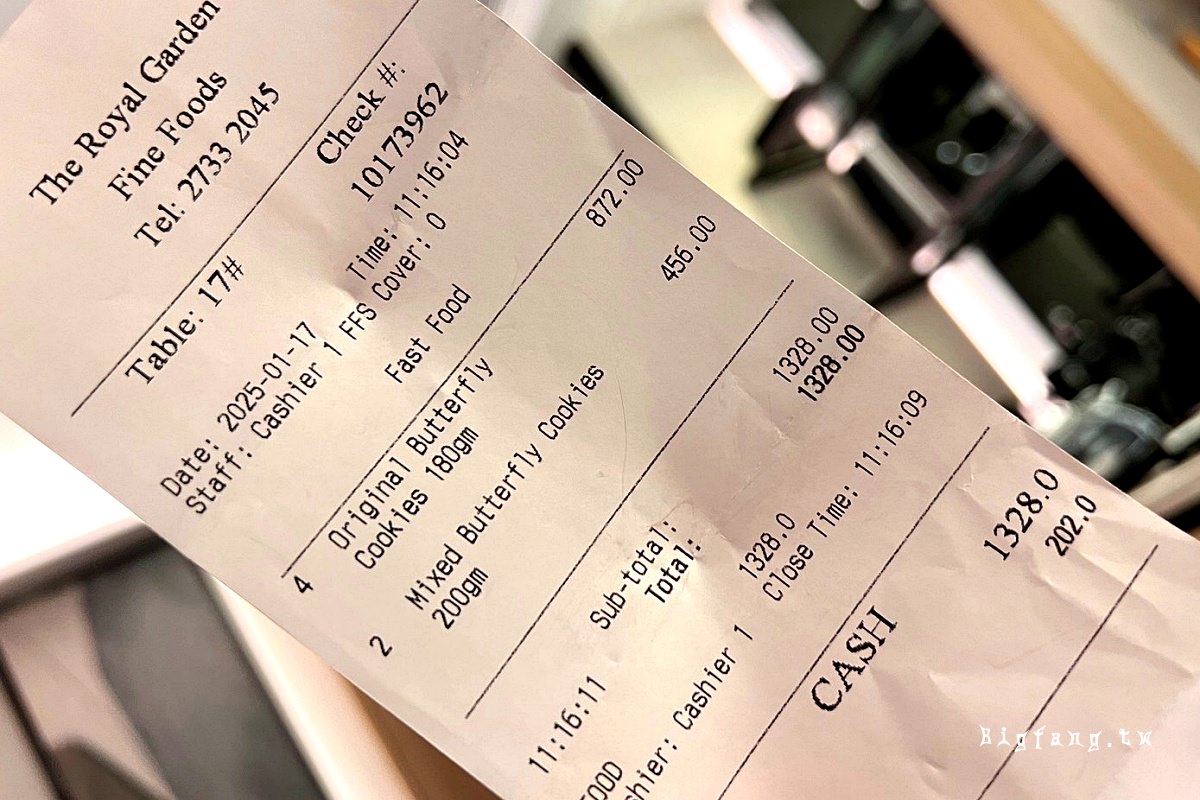 The Royal Garden
Fine Foods
Tel: 2733 2045
Check #:
Table: 17# 10173962
Date: 2025-01-17 Time: 11:16:04
Staff: Cashier 1 FFS Cover: 0
Fast Food
4 Original Butterfly 872.00
Cookies 180gm
2 Mixed Butterfly Cookies 456.00
200gm
Sub-total: 1328.00
Total: 1328.00
11:16:11 1328.0
Close Time: 11:16:09
Cashier 1
CASH 1328.0
202.0
Bigfang.tw